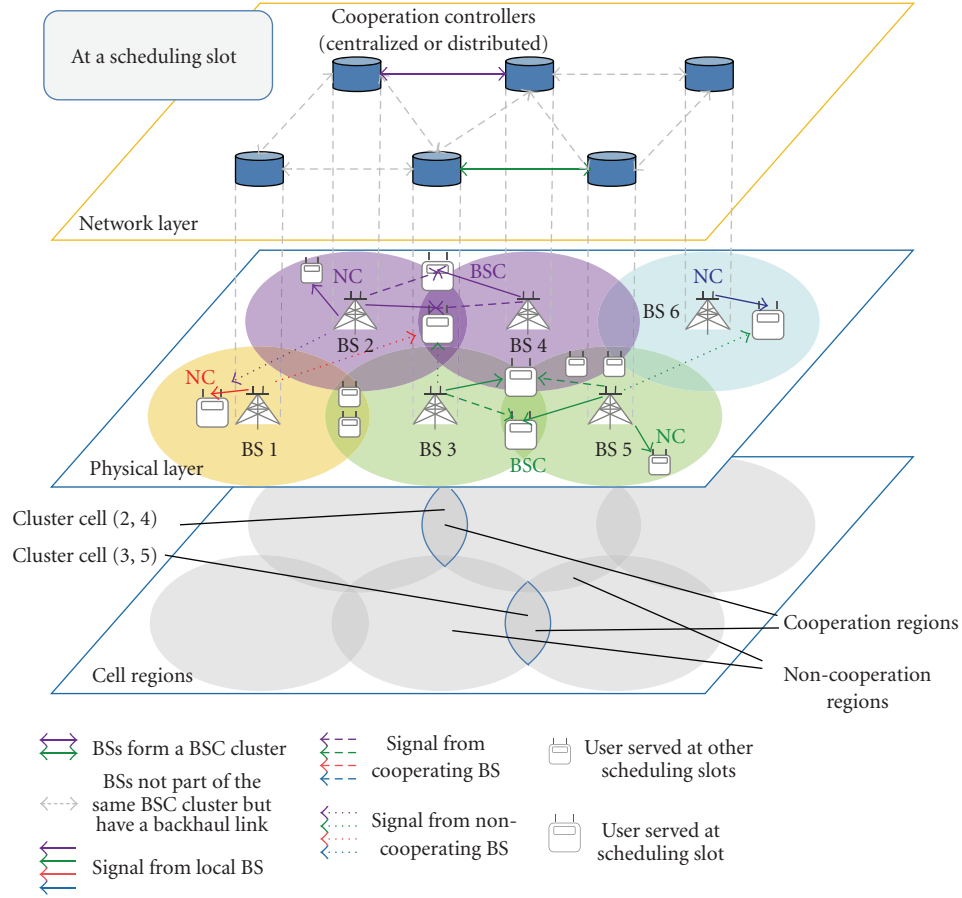 Cooperation controllers
(centralized or distributed)
At a scheduling slot
Network layer
NC
BSC
NC
BS 6
BS 2
BS 4
NC
NC
BS 1
BS 3
BS 5
BSC
Physical layer
Cluster cell (2, 4)
Cluster cell (3, 5)
Cooperation regions
Non-cooperation
regions
Cell regions
BSs form a BSC cluster
BSs not part of the
same BSC cluster but
have a backhaul link
Signal from local BS
Signal from
cooperating BS
Signal from non-
cooperating BS
User served at other
scheduling slots
User served at
scheduling slot